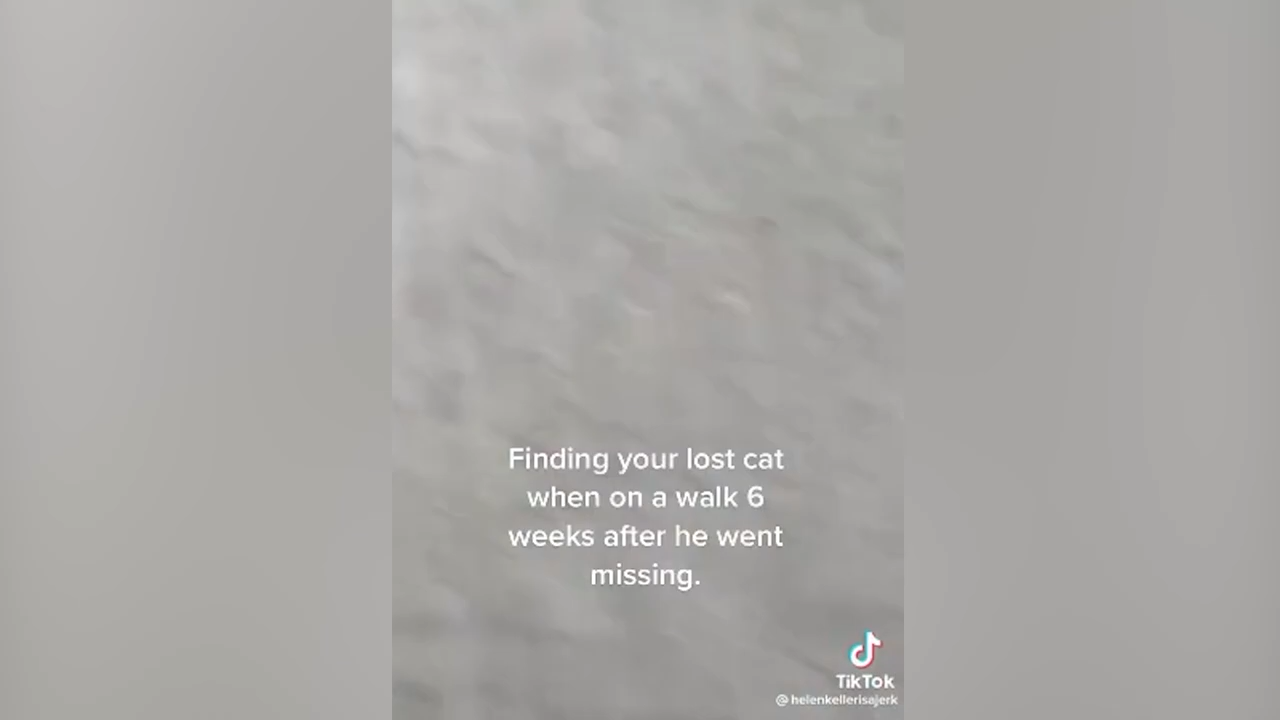 Finding your lost cat
when on a walk 6
weeks after he went
missing.
TikTok
@helenkellerisajerk